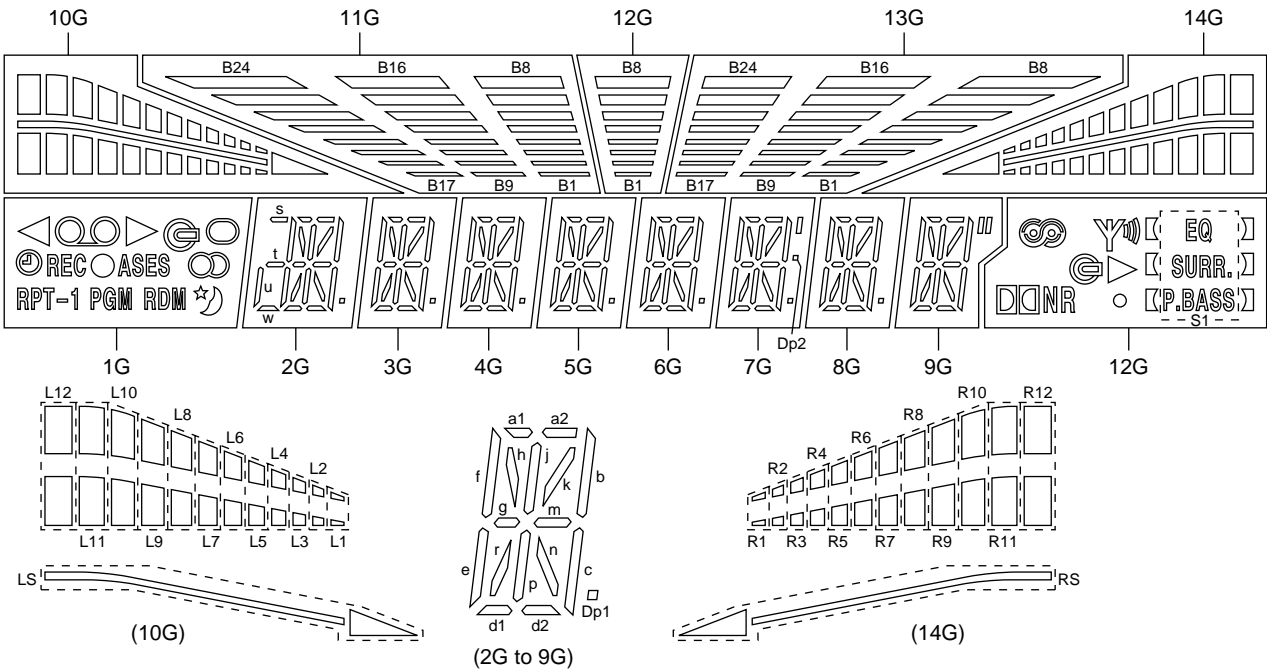 10G 11G 12G 13G 14G
B24 B16 B8 B8 B24 B16 B8
B17 B9 B1 B1 B17 B9 B1
s
t
u
w
EQ
REC ASES SURR.
RPT-1 PGM RDM NR P.BASS
S1
Dp2
1G 2G 3G 4G 5G 6G 7G 8G 9G 12G
L12 L10 L8 L6 L4 L2
L11 L9 L7 L5 L3 L1
LS
(10G)
a1 a2
f h j k b
g m
e r p n c
d1 d2 Dp1
(2G to 9G)
R2 R4 R6 R8 R10 R12
R1 R3 R5 R7 R9 R11
RS
(14G)